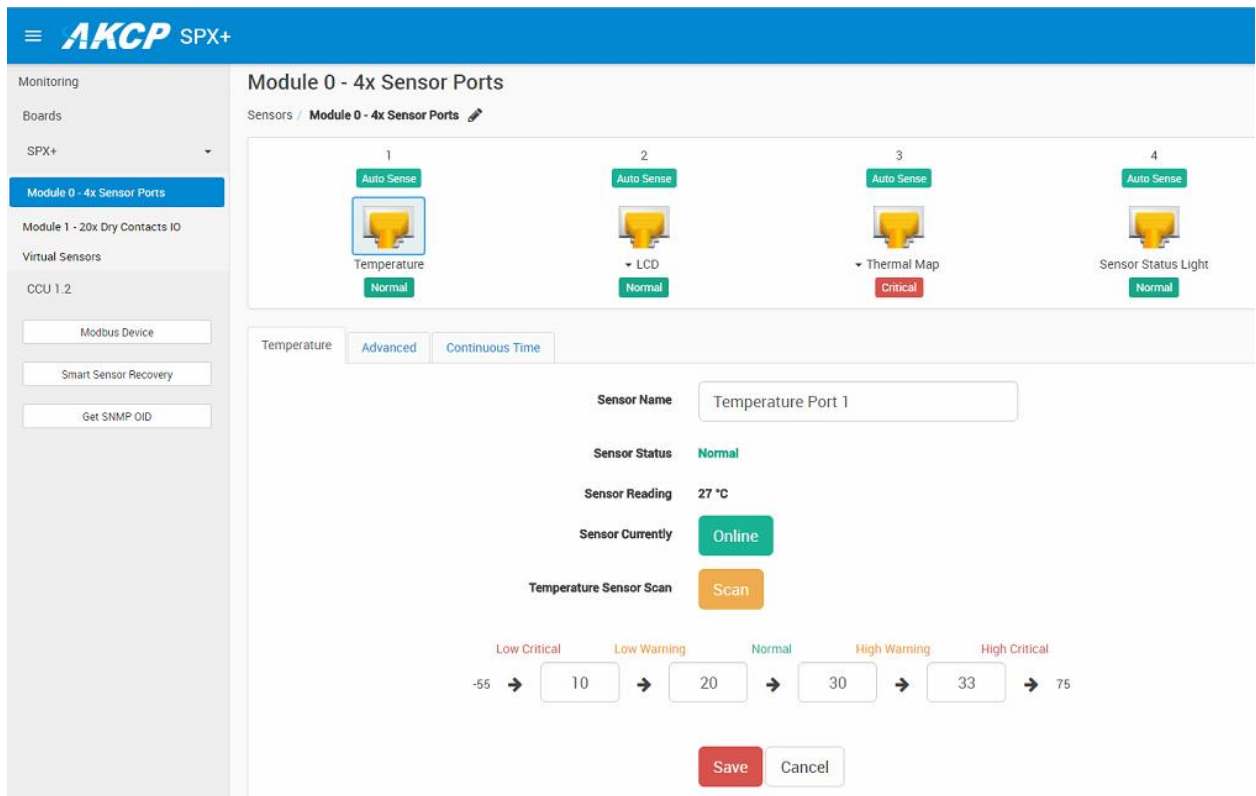 AKCP SPX+
Monitoring
Boards
SPX+
Module 0 - 4x Sensor Ports
Module 1 - 20x Dry Contacts IO
Virtual Sensors
CCU 1.2
Modbus Device
Smart Sensor Recovery
Get SNMP OID
Module 0 - 4x Sensor Ports
Sensors / Module 0 - 4x Sensor Ports
1 2 3 4
Auto Sense Auto Sense Auto Sense Auto Sense
Temperature LCD Thermal Map Sensor Status Light
Normal Normal Critical Normal
Temperature Advanced Continuous Time
Sensor Name Temperature Port 1
Sensor Status Normal
Sensor Reading 27 °C
Sensor Currently Online
Temperature Sensor Scan Scan
Low Critical Low Warning Normal High Warning High Critical
-55 10 20 30 33 75
Save Cancel